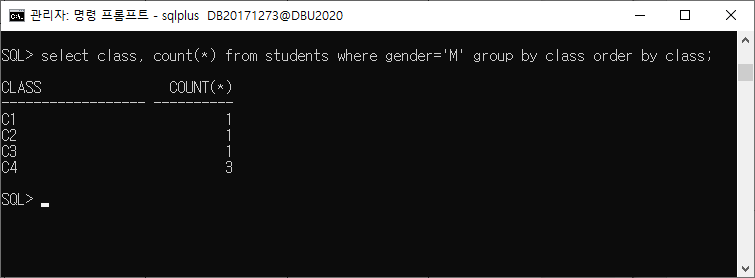 관리자: 명령 프롬프트 - sqlplus DB20171273@DBU2020
SQL> select class, count(*) from students where gender='M' group by class order by class;
CLASS COUNT(*)
------------------ ----------
C1 1
C2 1
C3 1
C4 3
SQL>